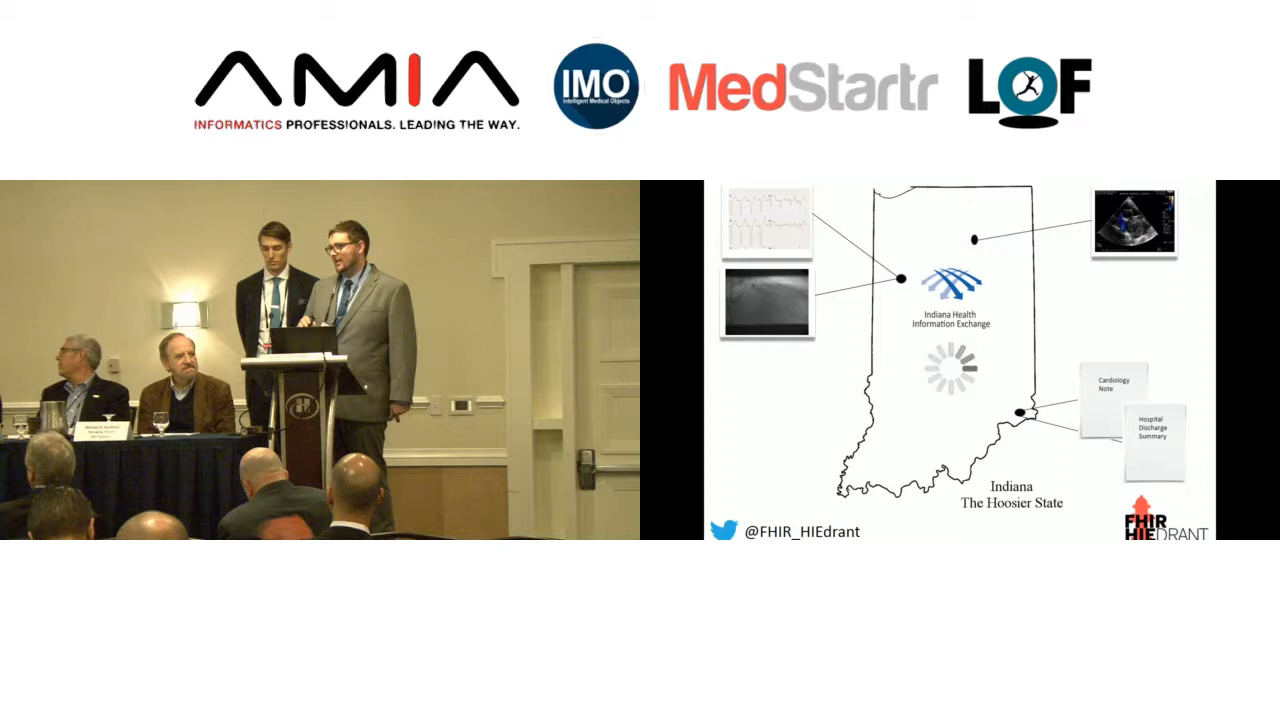 AMIA
INFORMATICS PROFESSIONALS. LEADING THE WAY.
IMO
Intelligent Medical Objects
MedStartr
LOF
Indiana Health
Information Exchange
Cardiology
Note
Hospital
Discharge
Summary
Indiana
The Hoosier State
@FHIR_HIEdrant
FHIR
HIEDRANT